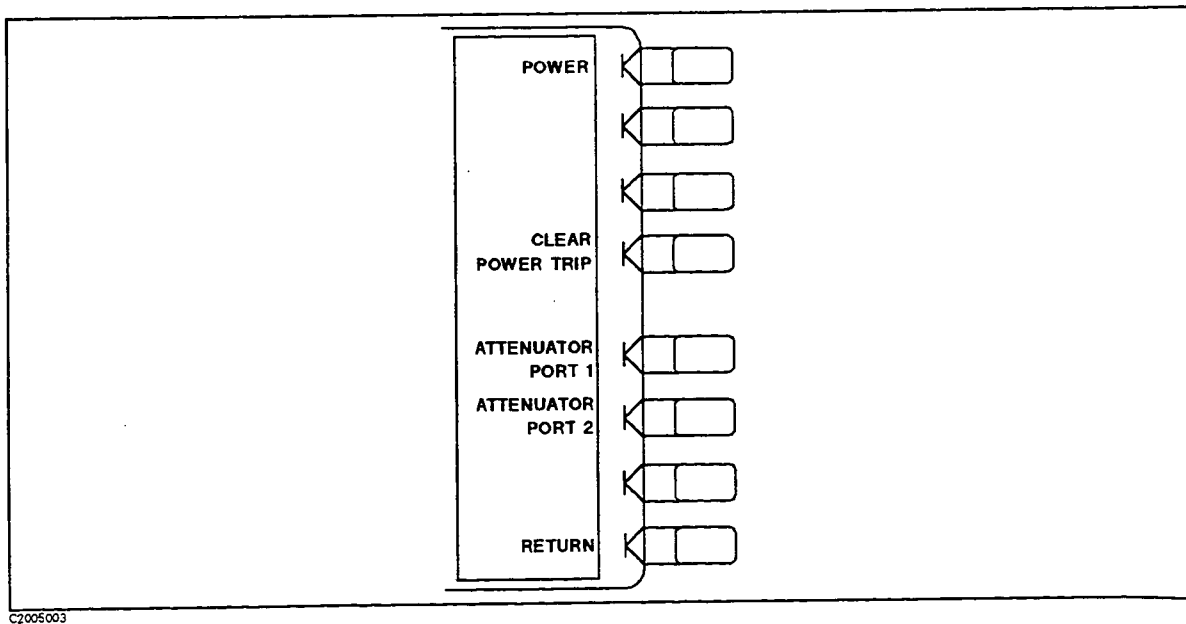 POWER
CLEAR
POWER TRIP
ATTENUATOR
PORT 1
ATTENUATOR
PORT 2
RETURN
C2005003